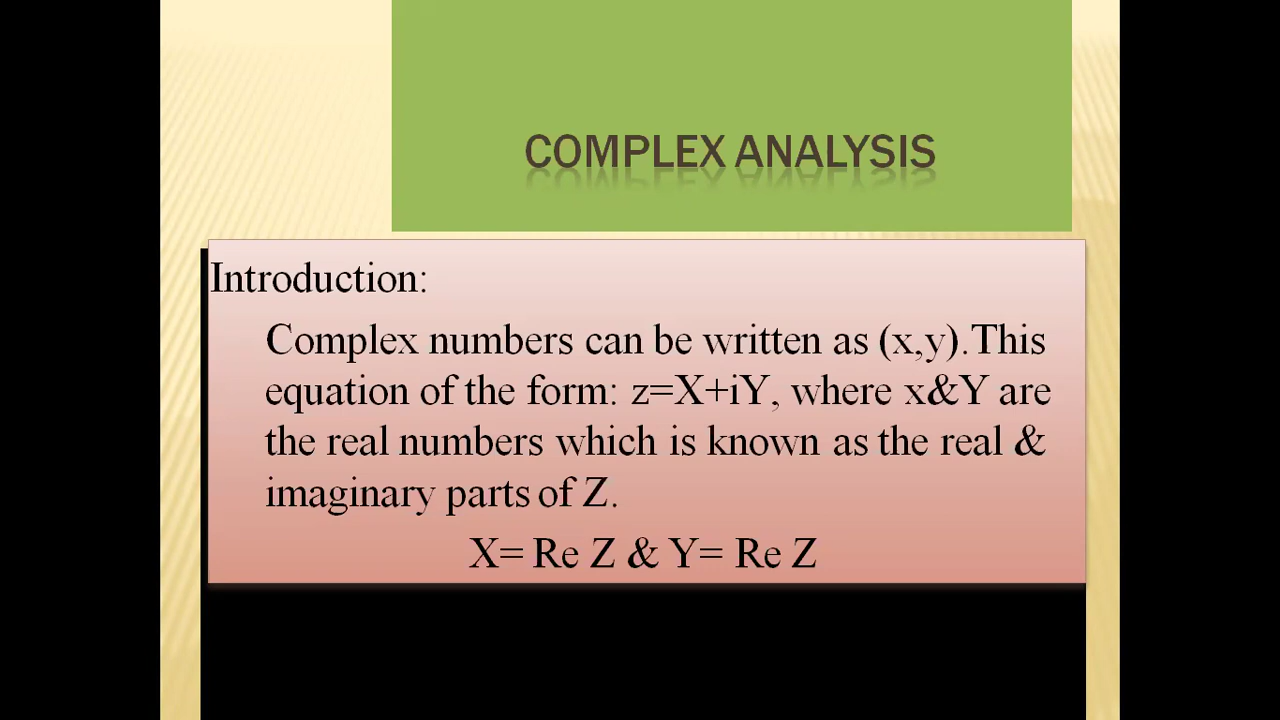 COMPLEX ANALYSIS
Introduction:
Complex numbers can be written as (x,y).This
equation of the form: z=X+iY, where x&Y are
the real numbers which is known as the real &
imaginary parts of Z.
X= Re Z & Y= Re Z